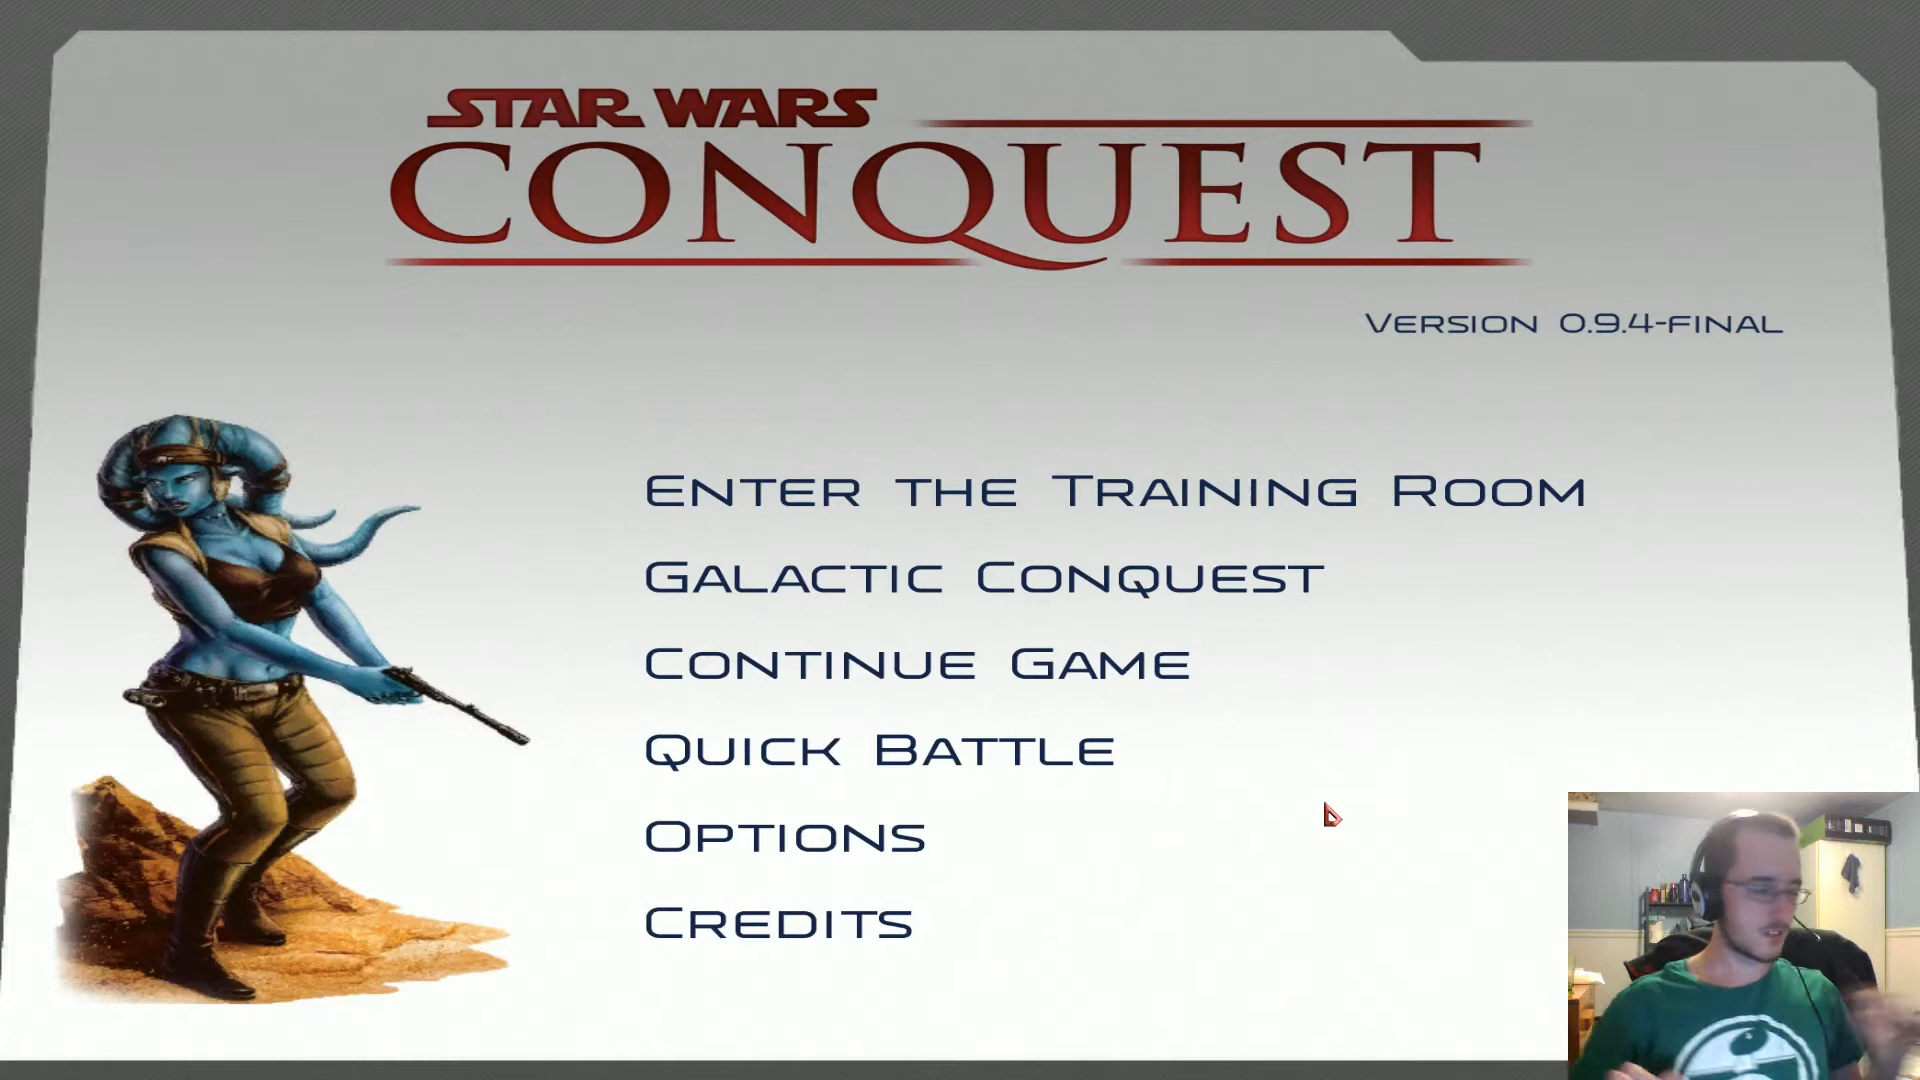 STAR WARS
CONQUEST
Version 0.9.4-final
Enter the Training Room
Galactic Conquest
Continue Game
Quick Battle
Options
Credits